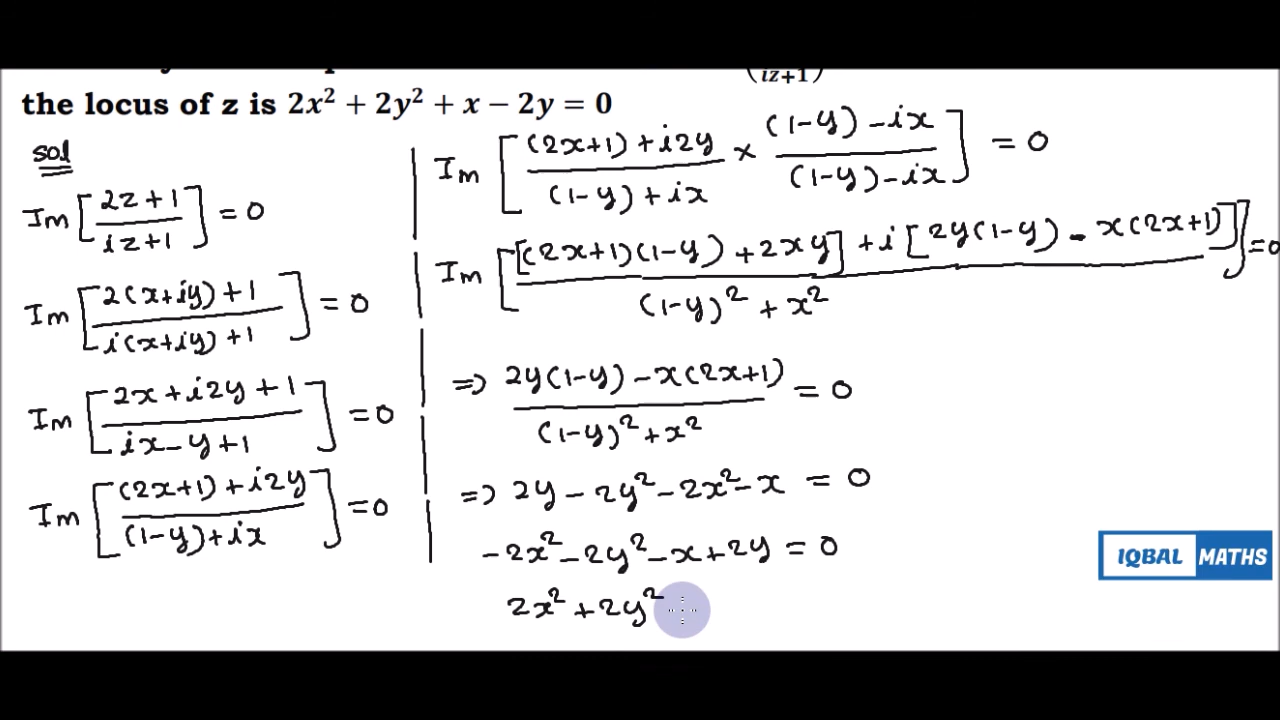 (iz+1)
the locus of z is 2x² + 2y² + x − 2y = 0
sol
Im [ (2z+1) / (iz+1) ] = 0
Im [ (2(x+iy)+1) / (i(x+iy)+1) ] = 0
Im [ (2x+i2y+1) / (ix−y+1) ] = 0
Im [ ((2x+1)+i2y) / ((1−y)+ix) ] = 0
Im [ ((2x+1)+i2y) / ((1−y)+ix) × ((1−y)−ix) / ((1−y)−ix) ] = 0
Im [ ([(2x+1)(1−y)+2xy] + i[2y(1−y) − x(2x+1)]) / ((1−y)²+x²) ] = 0
⇒ (2y(1−y)−x(2x+1)) / ((1−y)²+x²) = 0
⇒ 2y − 2y² − 2x² − x = 0
−2x² − 2y² − x + 2y = 0
2x² + 2y²
IQBAL MATHS